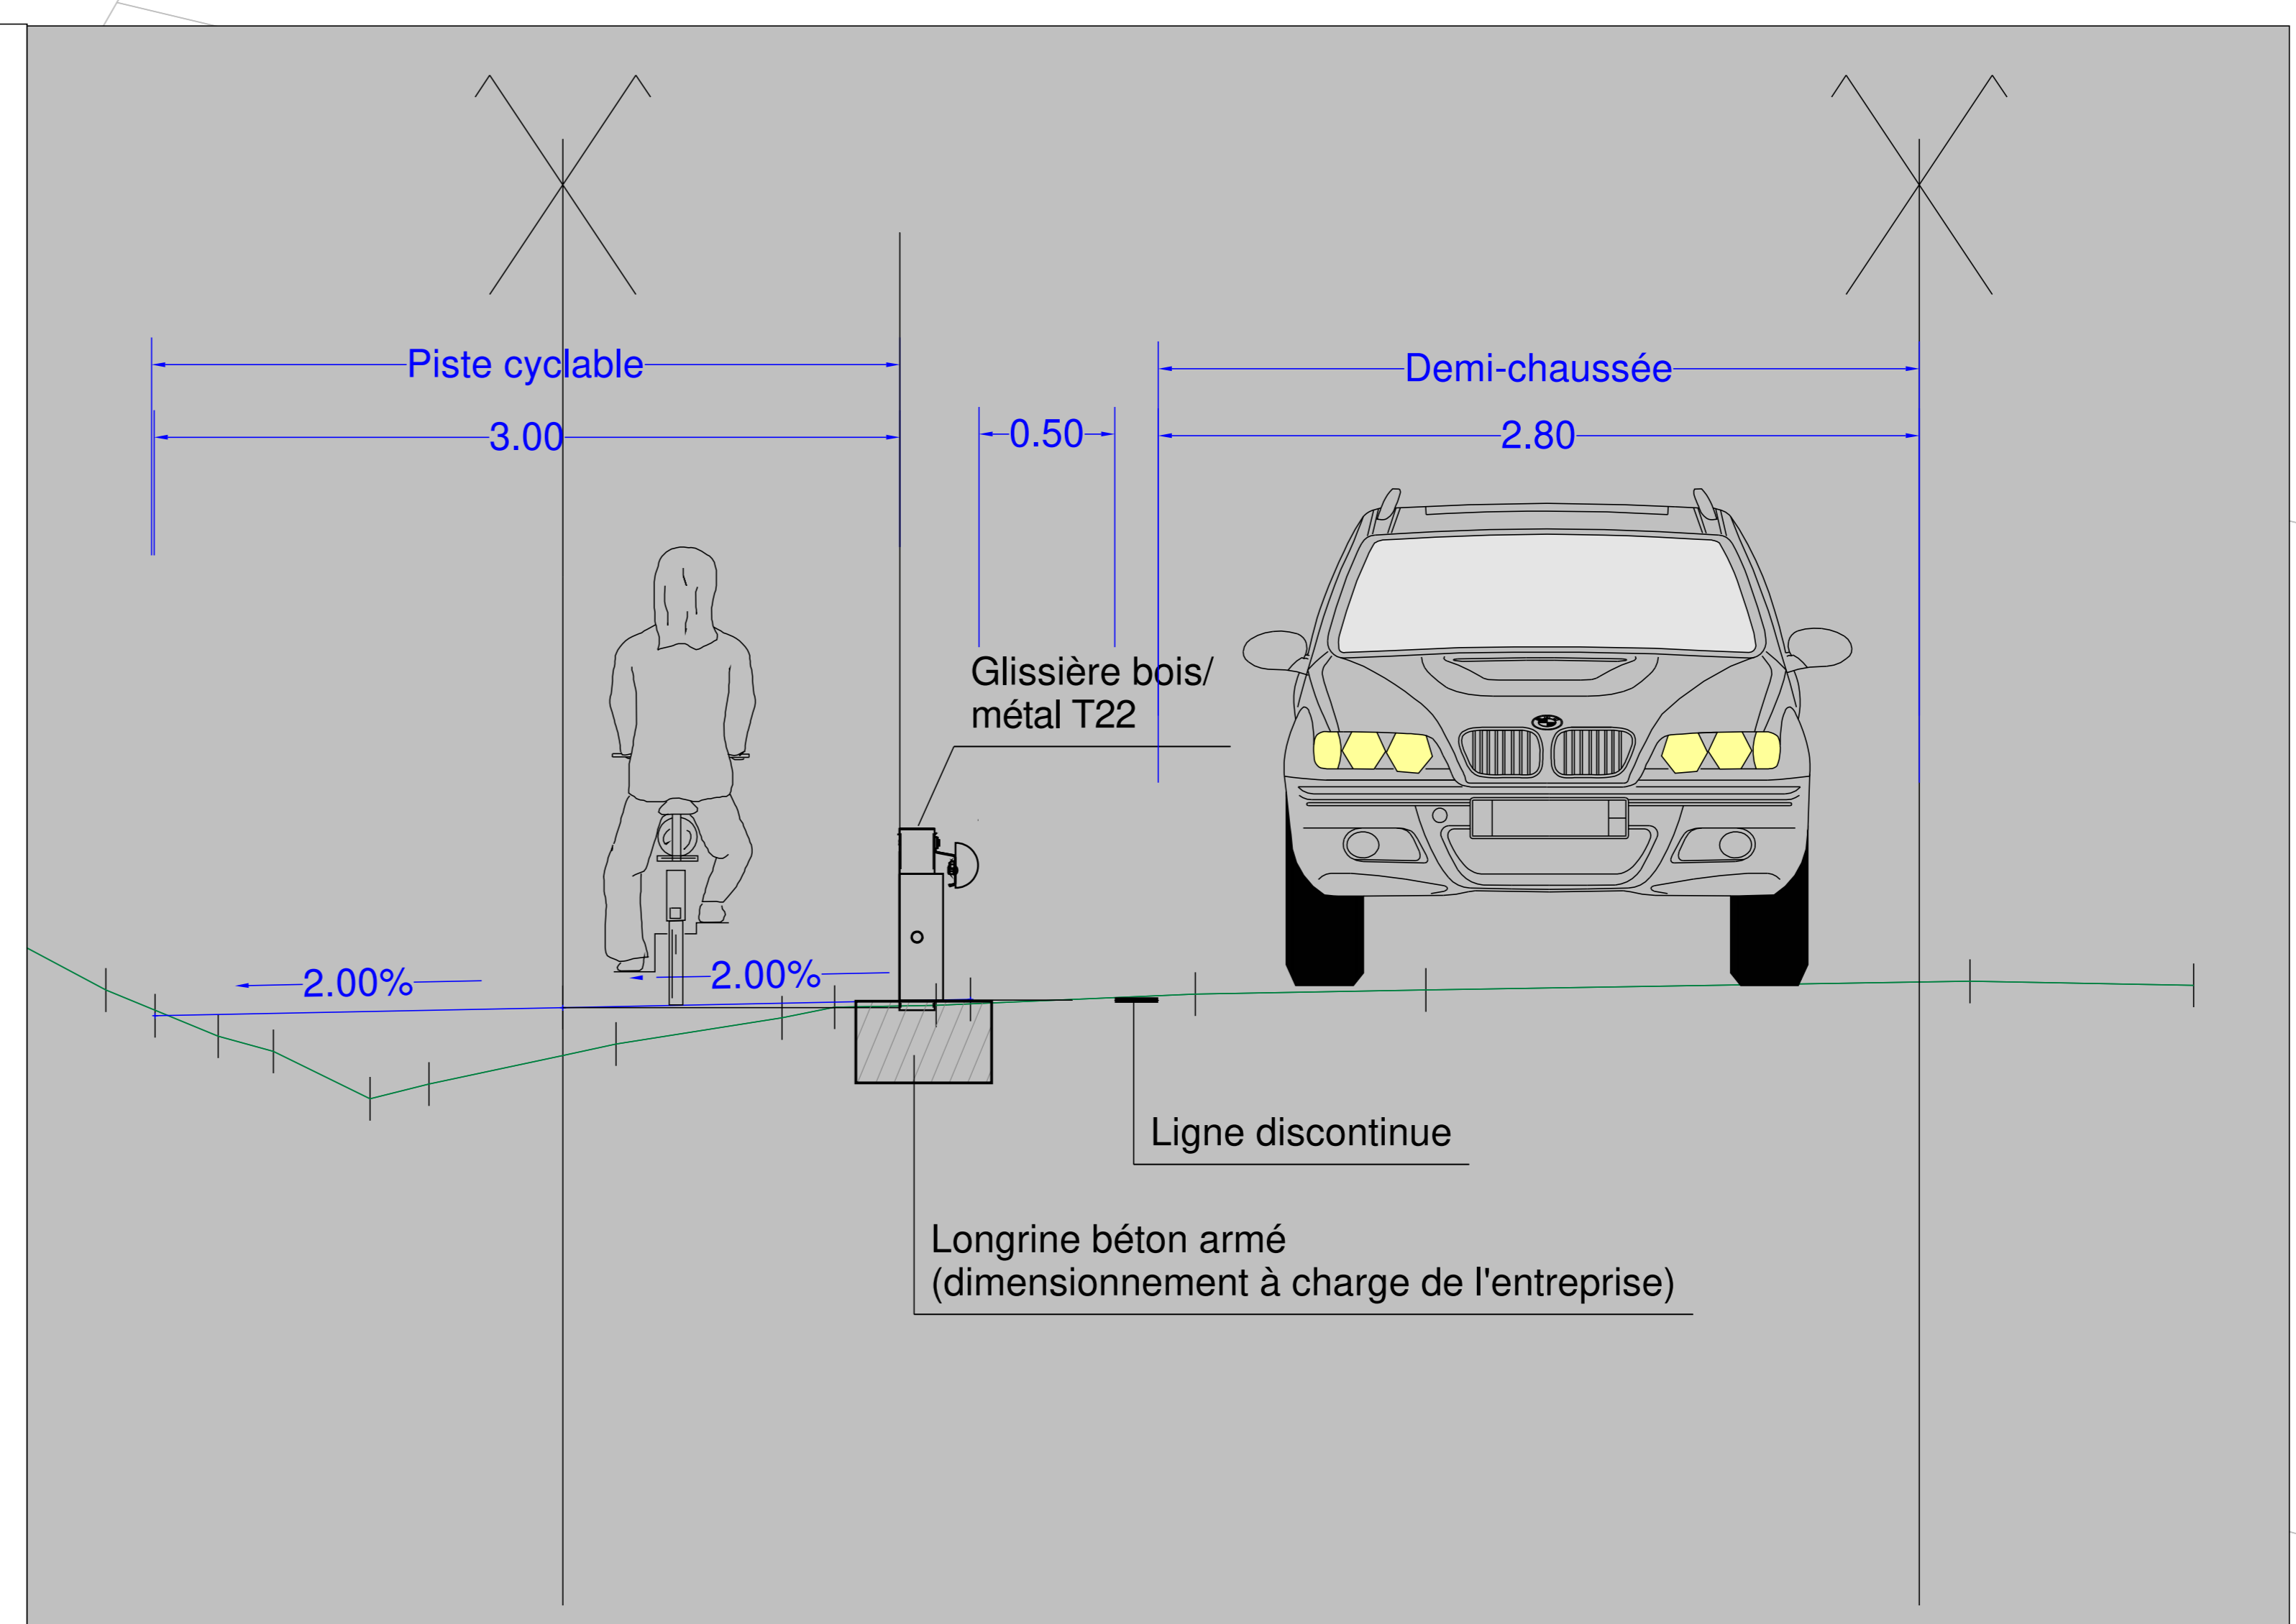 Piste cyclable
Demi-chaussée
3.00
0.50
2.80
Glissière bois/
métal T22
2.00%
2.00%
Ligne discontinue
Longrine béton armé
(dimensionnement à charge de l'entreprise)